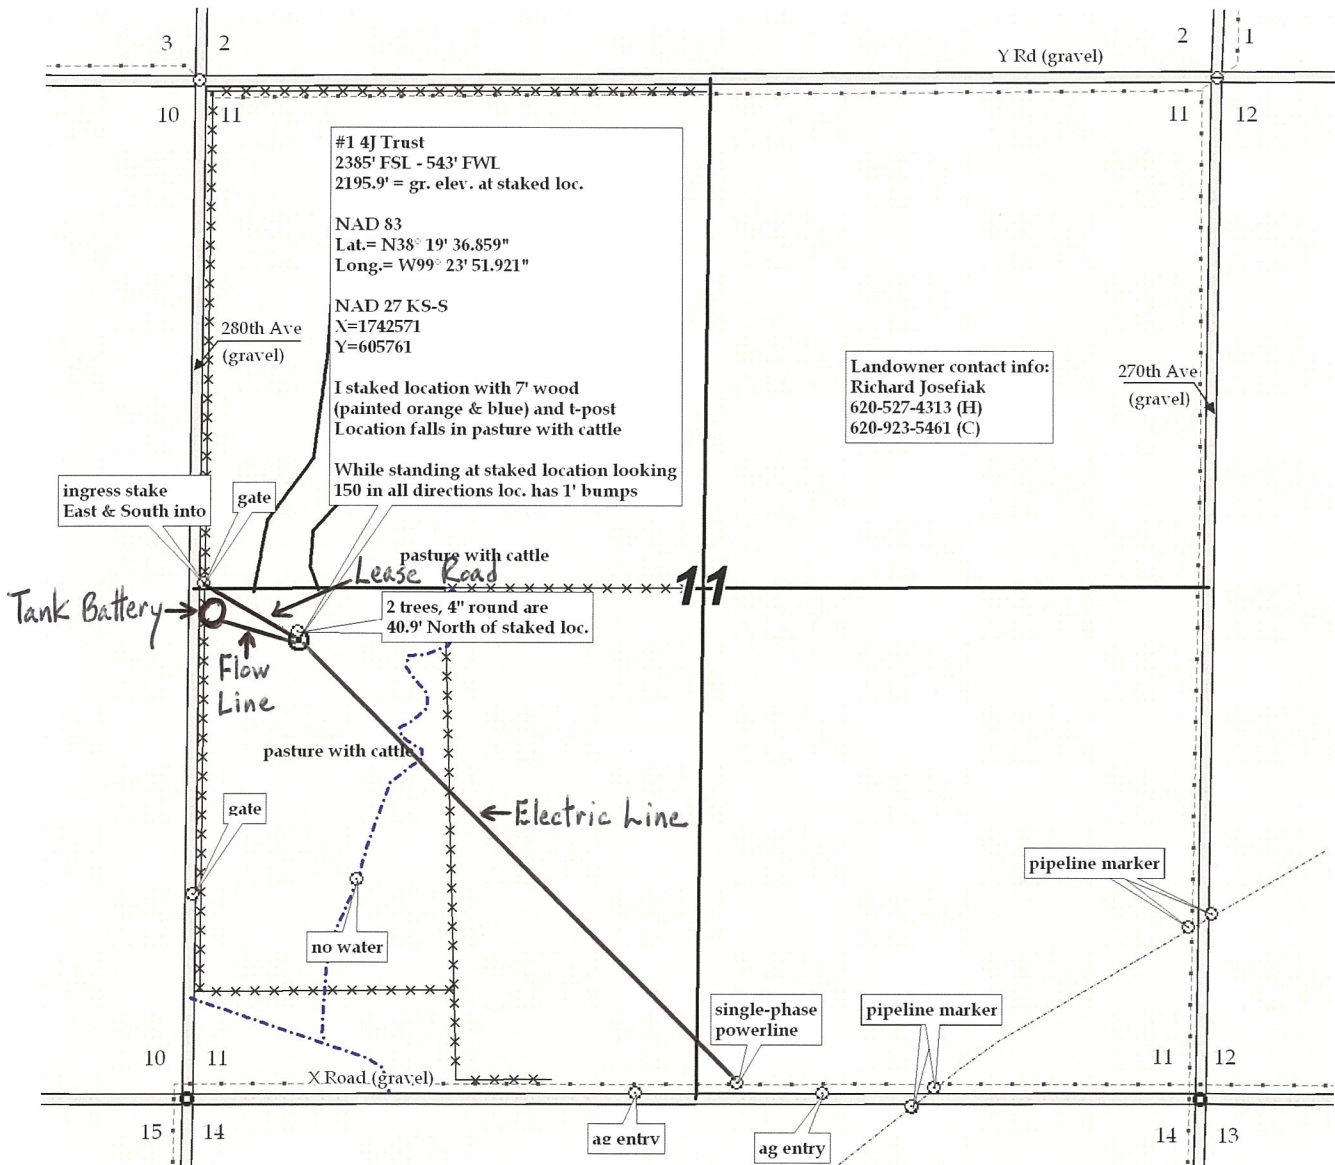 3 2
2 1
Y Rd (gravel)
10 11
11 12
#1 4J Trust
2385' FSL - 543' FWL
2195.9' = gr. elev. at staked loc.
NAD 83
Lat.= N38° 19' 36.859"
Long.= W99° 23' 51.921"
NAD 27 KS-S
X=1742571
Y=605761
I staked location with 7' wood
(painted orange & blue) and t-post
Location falls in pasture with cattle
While standing at staked location looking
150 in all directions loc. has 1' bumps
280th Ave
(gravel)
Landowner contact info:
Richard Josefiak
620-527-4313 (H)
620-923-5461 (C)
270th Ave
(gravel)
ingress stake
East & South into
gate
pasture with cattle
Lease Road
11
Tank Battery
2 trees, 4" round are
40.9' North of staked loc.
Flow
Line
pasture with cattle
Electric Line
gate
pipeline marker
no water
single-phase
powerline
pipeline marker
10 11
11 12
X Road (gravel)
15 14
ag entry
ag entry
14 13